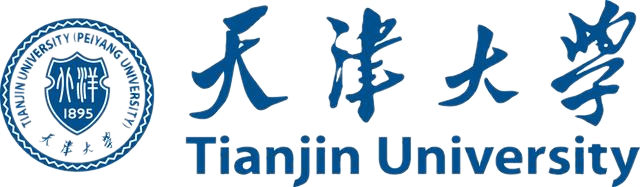 TIANJIN UNIVERSITY (PEIYANG UNIVERSITY)
北洋
1895
天津大學
天津大学
Tianjin University